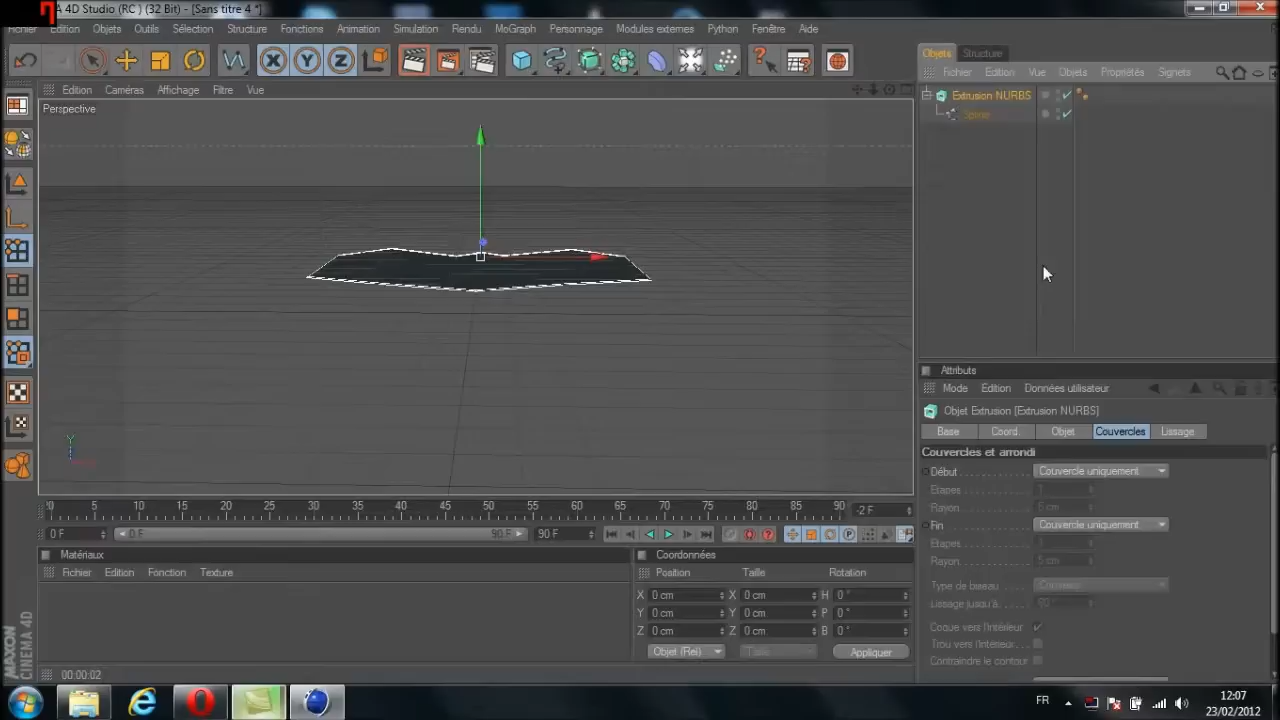 A 4D Studio (RC ) (32 Bit) - [Sans titre 4 *]
Fichier Edition Objets Outils Sélection Structure Fonctions Animation Simulation Rendu MoGraph Personnage Modules externes Python Fenêtre Aide
Edition Caméras Affichage Filtre Vue
Perspective
Y
Objets Structure
Fichier Edition Vue Objets Propriétés Signets
Extrusion NURBS
Spline
Attributs
Mode Edition Données utilisateur
Objet Extrusion [Extrusion NURBS]
Base Coord. Objet Couvercles Lissage
Couvercles et arrondi
Début Couvercle uniquement
Etapes
Rayon 5 cm
Fin Couvercle uniquement
Etapes
Rayon 5 cm
Type de biseau
Lissage jusqu'à
Coque vers l'Intérieur
Trou vers l'Intérieur
Contraindre le contour
5 10 15 20 25 30 35 40 45 50 55 60 65 70 75 80 85 90 -2 F
0 F 0 F 90 F 90 F
Matériaux
Fichier Edition Fonction Texture
Coordonnées
Position Taille Rotation
X 0 cm X 0 cm H 0 °
Y 0 cm Y 0 cm P 0 °
Z 0 cm Z 0 cm B 0 °
Objet (Rel) Taille Appliquer
MAXON
CINEMA 4D
00:00:02
FR
12:07
23/02/2012